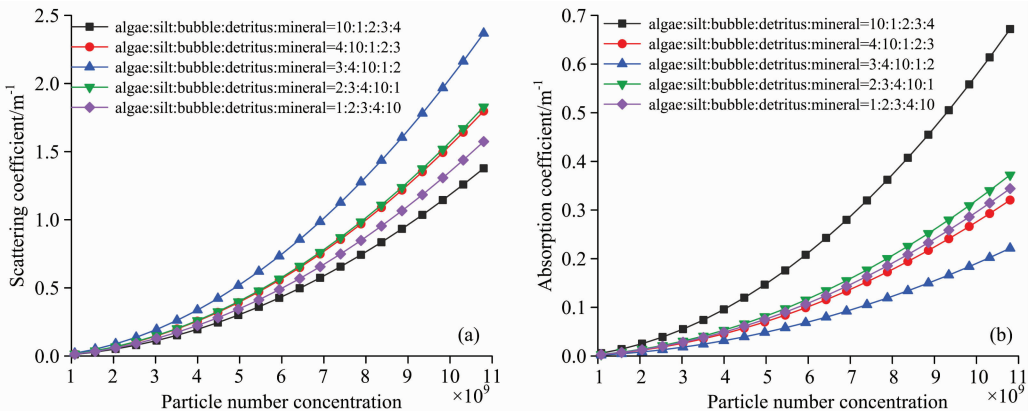 2.5
2.0
1.5
1.0
0.5
0.0
Scattering coefficient/m⁻¹
algae:silt:bubble:detritus:mineral=10:1:2:3:4
algae:silt:bubble:detritus:mineral=4:10:1:2:3
algae:silt:bubble:detritus:mineral=3:4:10:1:2
algae:silt:bubble:detritus:mineral=2:3:4:10:1
algae:silt:bubble:detritus:mineral=1:2:3:4:10
(a)
1 2 3 4 5 6 7 8 9 10 11
×10⁹
Particle number concentration
0.7
0.6
0.5
0.4
0.3
0.2
0.1
0.0
Absorption coefficient/m⁻¹
algae:silt:bubble:detritus:mineral=10:1:2:3:4
algae:silt:bubble:detritus:mineral=4:10:1:2:3
algae:silt:bubble:detritus:mineral=3:4:10:1:2
algae:silt:bubble:detritus:mineral=2:3:4:10:1
algae:silt:bubble:detritus:mineral=1:2:3:4:10
(b)
1 2 3 4 5 6 7 8 9 10 11
×10⁹
Particle number concentration